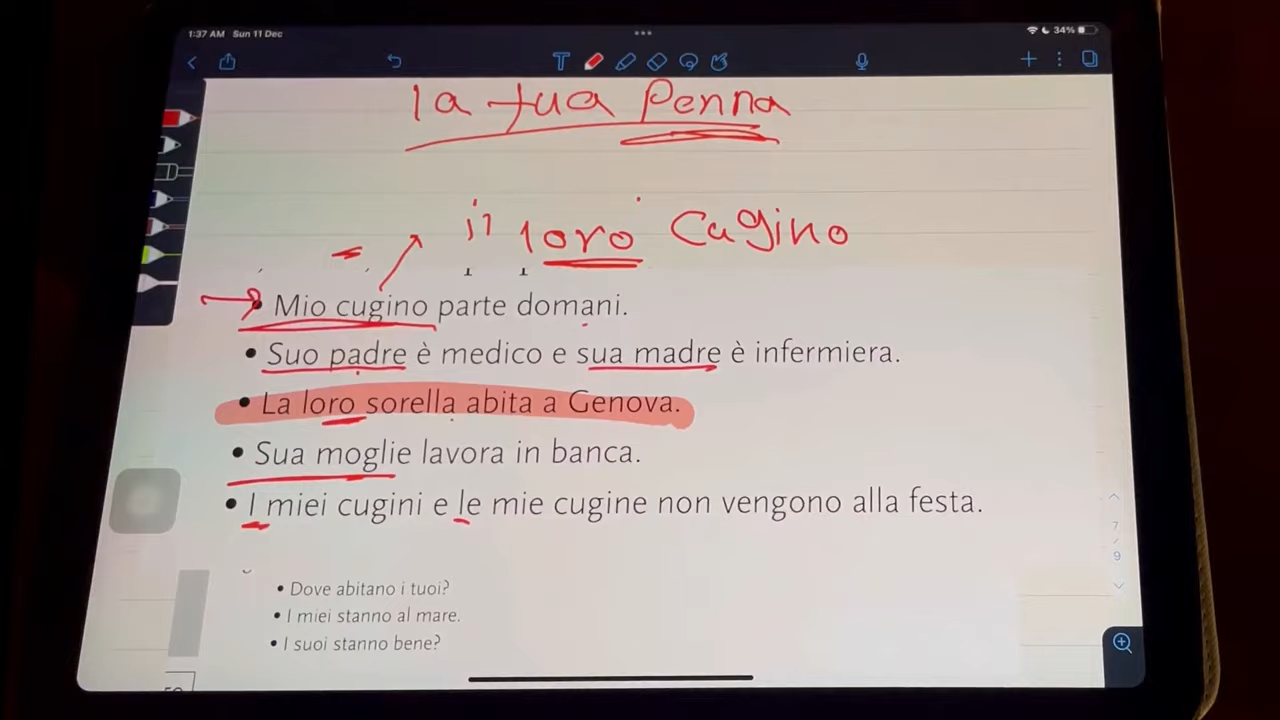 1:37 AM Sun 11 Dec
34%
la tua Penna
il loro Cugino
• Mio cugino parte domani.
• Suo padre è medico e sua madre è infermiera.
• La loro sorella abita a Genova.
• Sua moglie lavora in banca.
• I miei cugini e le mie cugine non vengono alla festa.
7
/
9
• Dove abitano i tuoi?
• I miei stanno al mare.
• I suoi stanno bene?